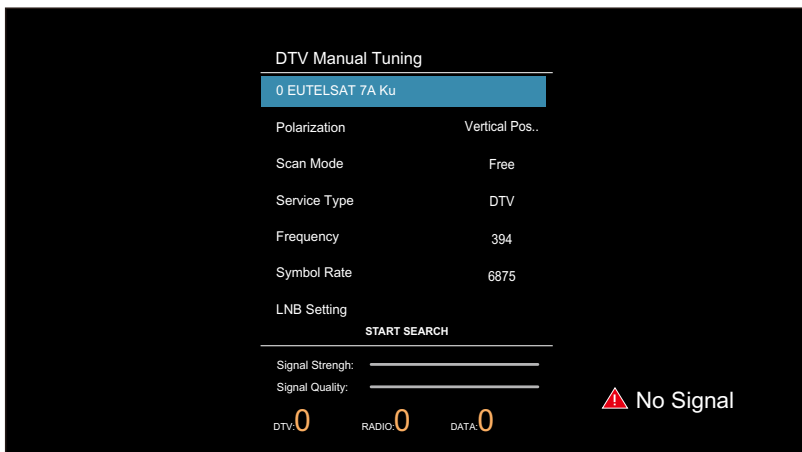 DTV Manual Tuning
0 EUTELSAT 7A Ku
Polarization Vertical Pos..
Scan Mode Free
Service Type DTV
Frequency 394
Symbol Rate 6875
LNB Setting
START SEARCH
Signal Strengh:
Signal Quality:
No Signal
DTV:0 RADIO:0 DATA:0